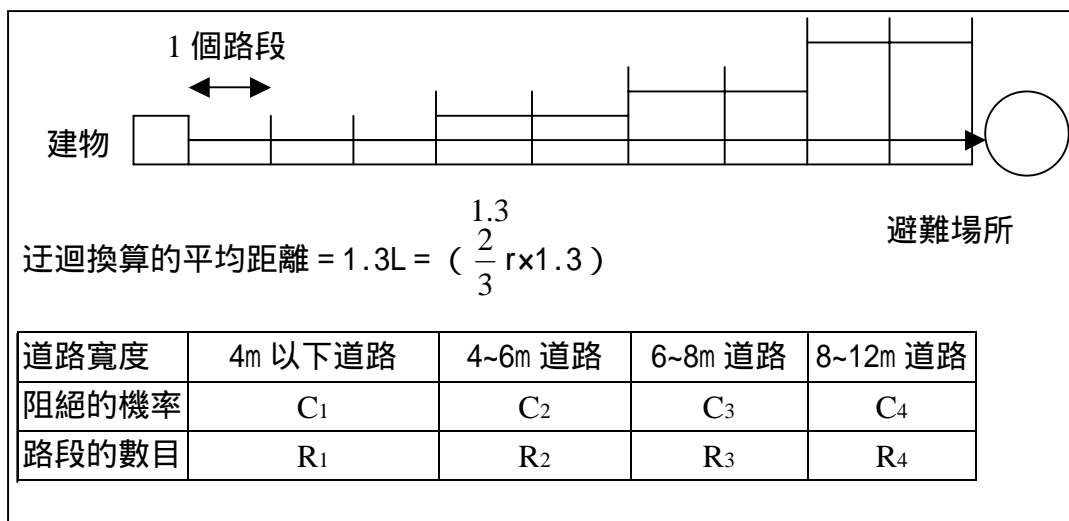 1 個路段
建物
避難場所
1.3
迂迴換算的平均距離 = 1.3L = ( 2/3 r×1.3 )
道路寬度 4m 以下道路 4~6m 道路 6~8m 道路 8~12m 道路
阻絕的機率 C1 C2 C3 C4
路段的數目 R1 R2 R3 R4